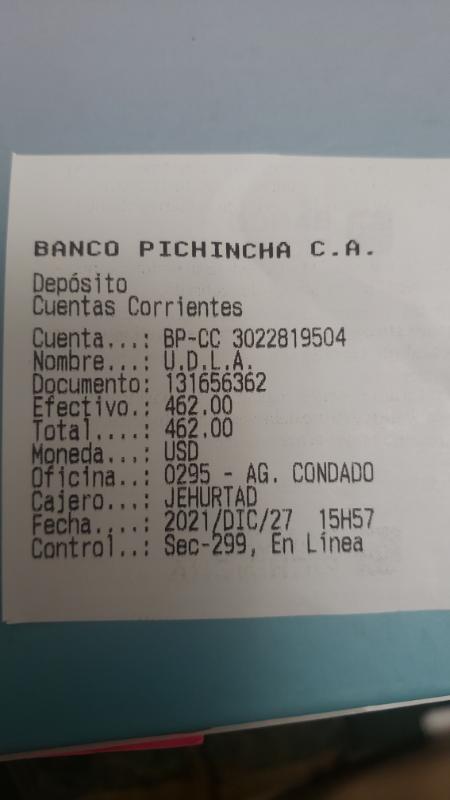 BANCO PICHINCHA C.A.
Depósito
Cuentas Corrientes
Cuenta...: BP-CC 3022819504
Nombre...: U.D.L.A.
Documento: 131656362
Efectivo.: 462.00
Total....: 462.00
Moneda...: USD
Oficina..: 0295 - AG. CONDADO
Cajero...: JEHURTAD
Fecha....: 2021/DIC/27 15H57
Control..: Sec-299, En Línea